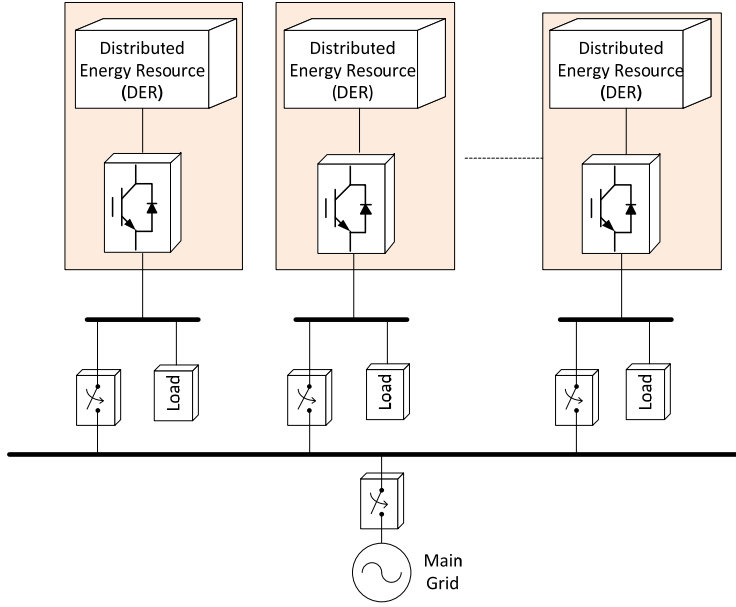 Distributed
Energy Resource
(DER)
Distributed
Energy Resource
(DER)
Distributed
Energy Resource
(DER)
Load
Load
Load
Main
Grid